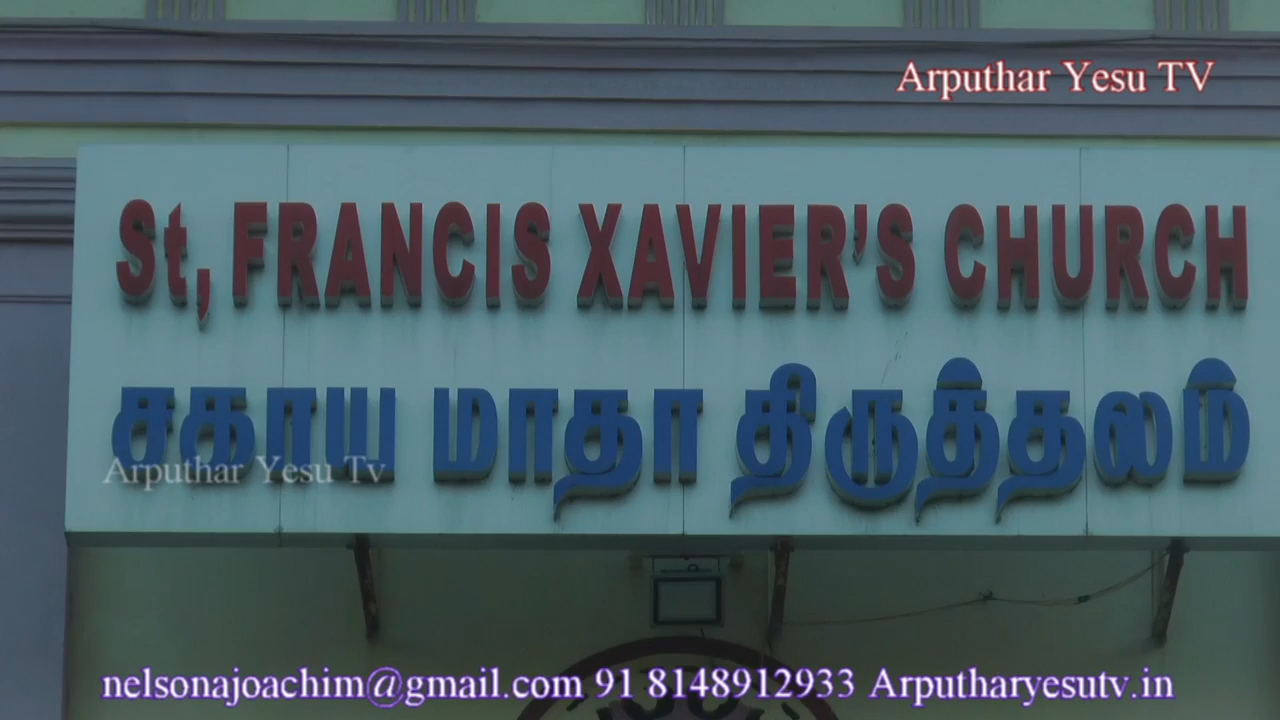 Arputhar Yesu TV
St, FRANCIS XAVIER'S CHURCH
சகாய மாதா திருத்தலம்
Arputhar Yesu Tv
nelsonajoachim@gmail.com 91 8148912933 Arputharyesutv.in